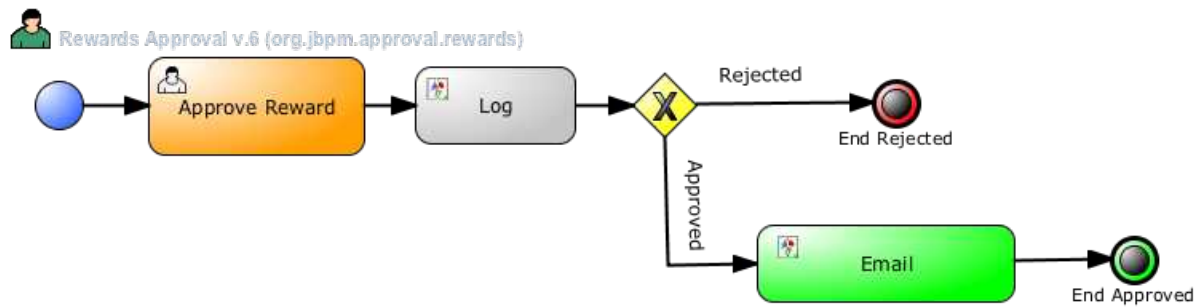 Rewards Approval v.6 (org.jbpm.approval.rewards)
Approve Reward
Log
Rejected
End Rejected
Approved
Email
End Approved